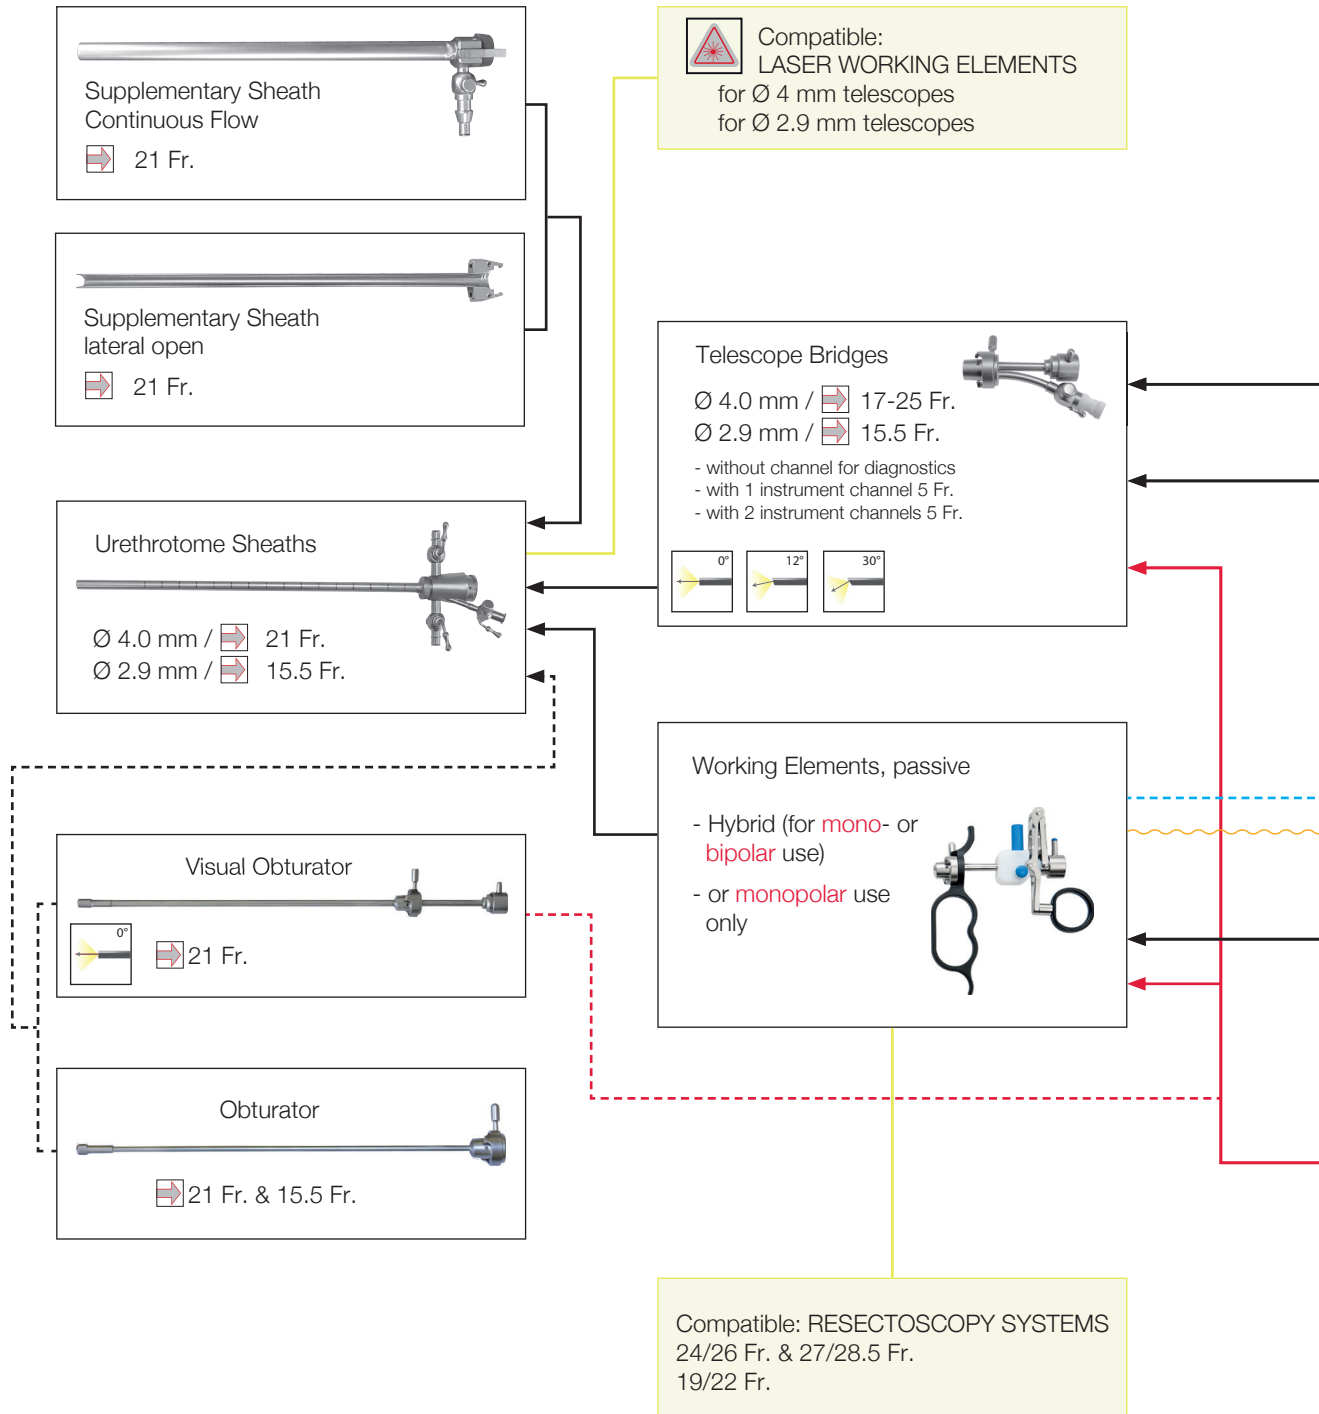 Supplementary Sheath
Continuous Flow
21 Fr.
Supplementary Sheath
lateral open
21 Fr.
Urethrotome Sheaths
Ø 4.0 mm / 21 Fr.
Ø 2.9 mm / 15.5 Fr.
Visual Obturator
0°
21 Fr.
Obturator
21 Fr. & 15.5 Fr.
Compatible:
LASER WORKING ELEMENTS
for Ø 4 mm telescopes
for Ø 2.9 mm telescopes
Telescope Bridges
Ø 4.0 mm / 17-25 Fr.
Ø 2.9 mm / 15.5 Fr.
- without channel for diagnostics
- with 1 instrument channel 5 Fr.
- with 2 instrument channels 5 Fr.
0° 12° 30°
Working Elements, passive
- Hybrid (for mono- or
bipolar use)
- or monopolar use
only
Compatible: RESECTOSCOPY SYSTEMS
24/26 Fr. & 27/28.5 Fr.
19/22 Fr.